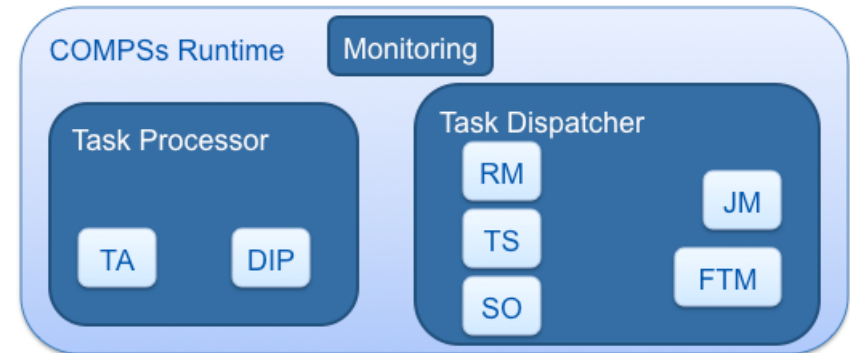 COMPSs Runtime
Monitoring
Task Processor
TA
DIP
Task Dispatcher
RM
TS
SO
JM
FTM